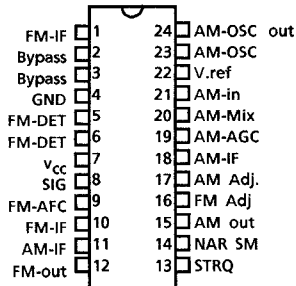 FM-IF 1 24 AM-OSC out
Bypass 2 23 AM-OSC
Bypass 3 22 V.ref
GND 4 21 AM-in
FM-DET 5 20 AM-Mix
FM-DET 6 19 AM-AGC
VCC 7 18 AM-IF
SIG 8 17 AM Adj.
FM-AFC 9 16 FM Adj
FM-IF 10 15 AM out
AM-IF 11 14 NAR SM
FM-out 12 13 STRQ